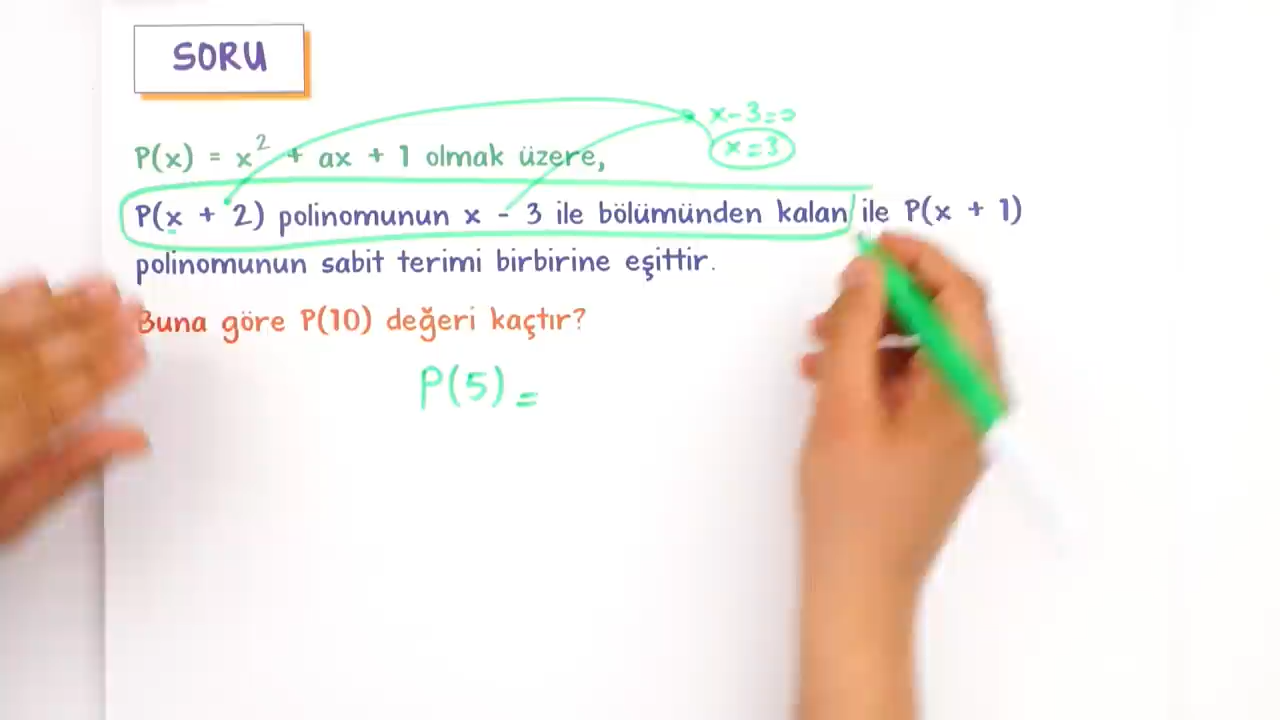 SORU
x-3=0
x=3
P(x) = x² + ax + 1 olmak üzere,
P(x + 2) polinomunun x - 3 ile bölümünden kalan ile P(x + 1)
polinomunun sabit terimi birbirine eşittir.
Buna göre P(10) değeri kaçtır?
P(5) =